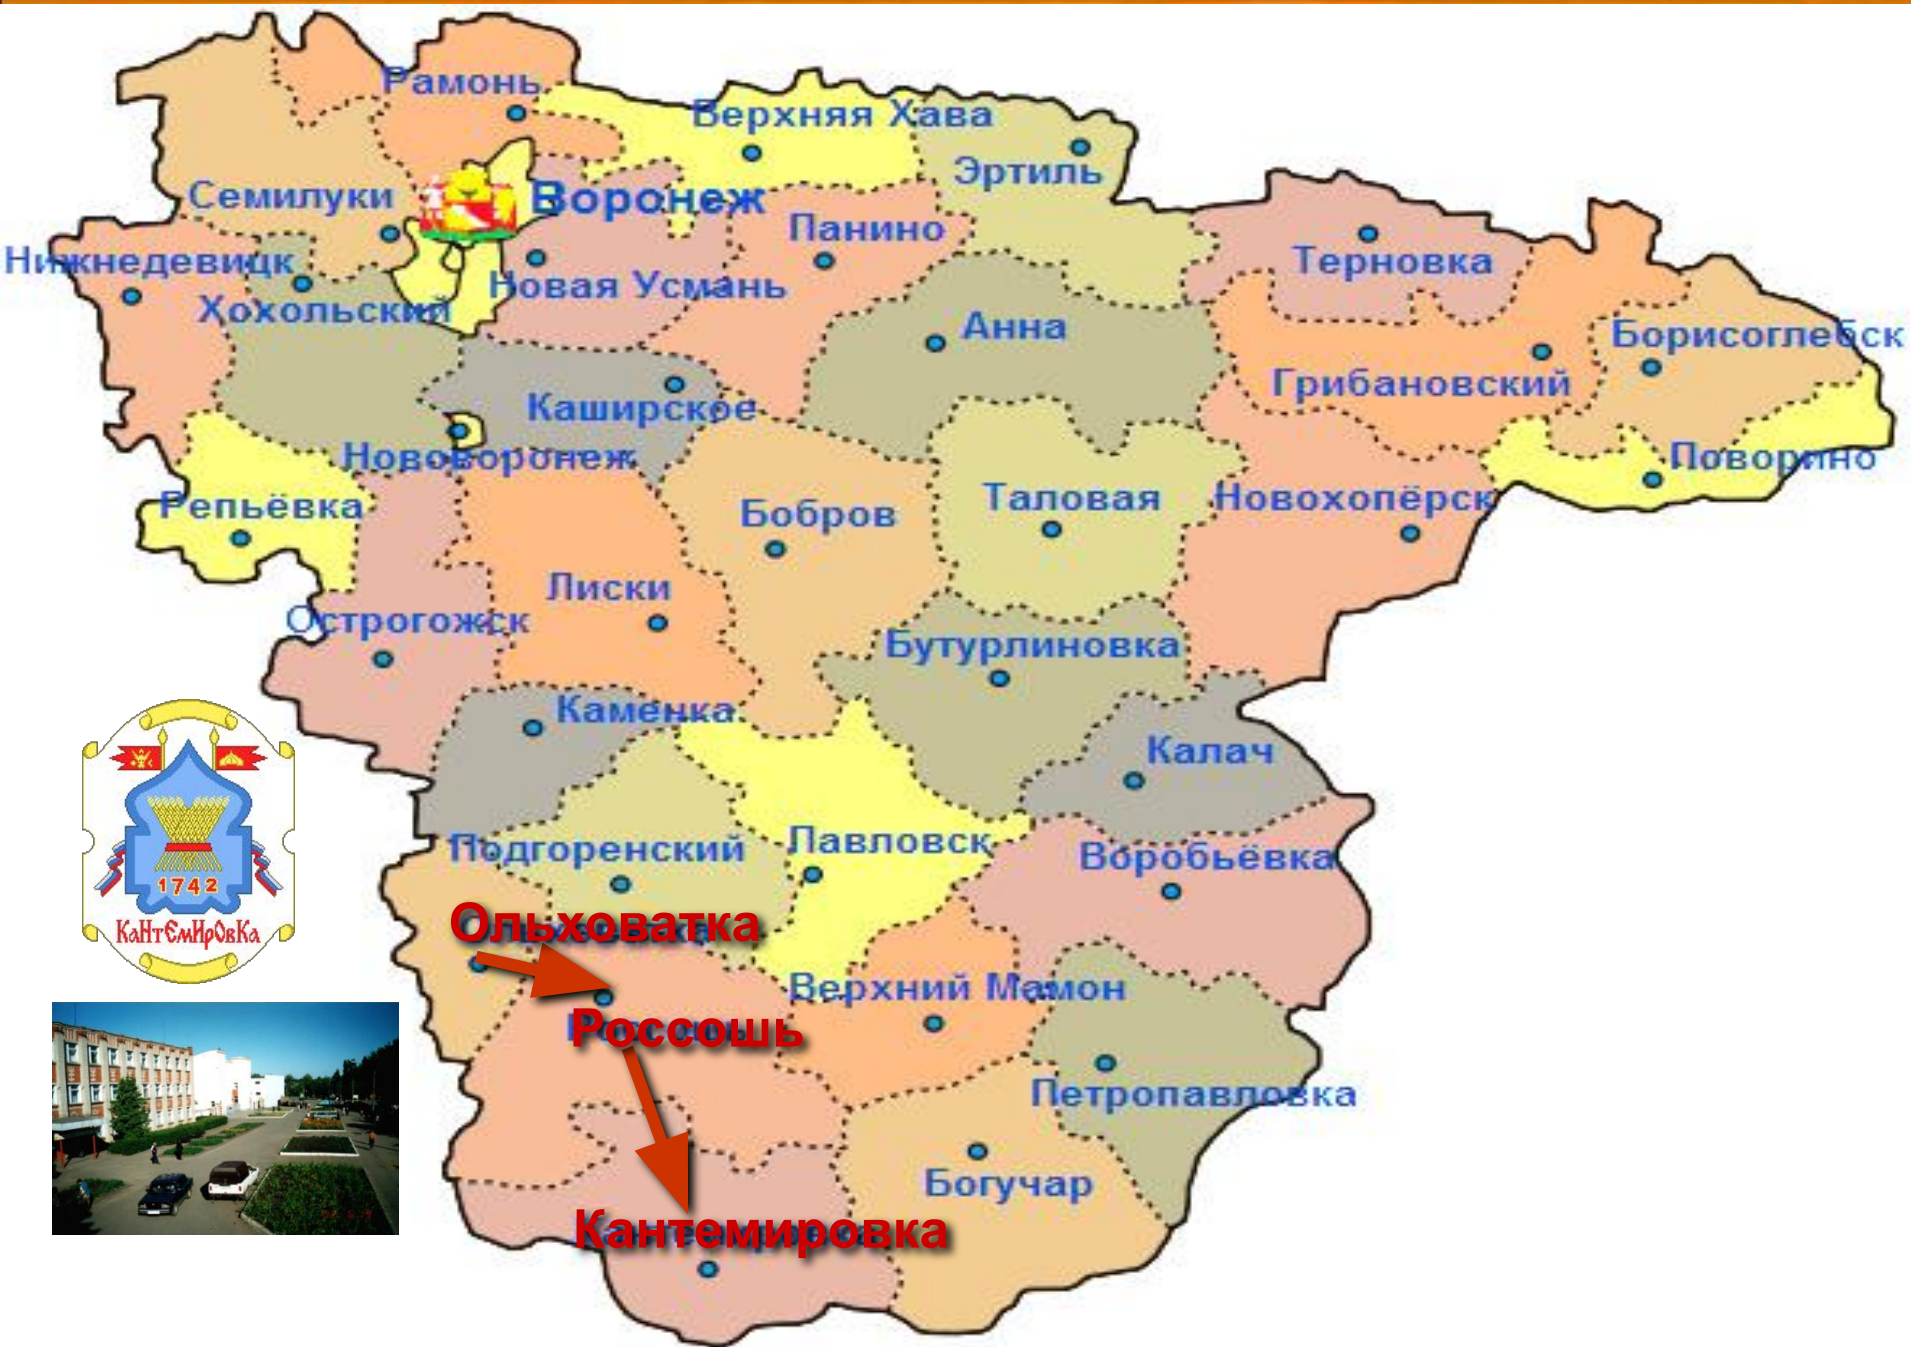 Рамонь
Верхняя Хава
Эртиль
Семилуки
Воронеж
Панино
Терновка
Нижнедевицк
Новая Усмань
Хохольский
Анна
Борисоглебск
Грибановский
Каширское
Нововоронеж
Поворино
Репьёвка
Бобров
Таловая
Новохопёрск
Лиски
Острогожск
Бутурлиновка
Каменка
Калач
Подгоренский
Павловск
Воробьёвка
1742
КаНтЕмИрОвКа
Ольховатка
Верхний Мамон
Россошь
Петропавловка
Богучар
Кантемировка